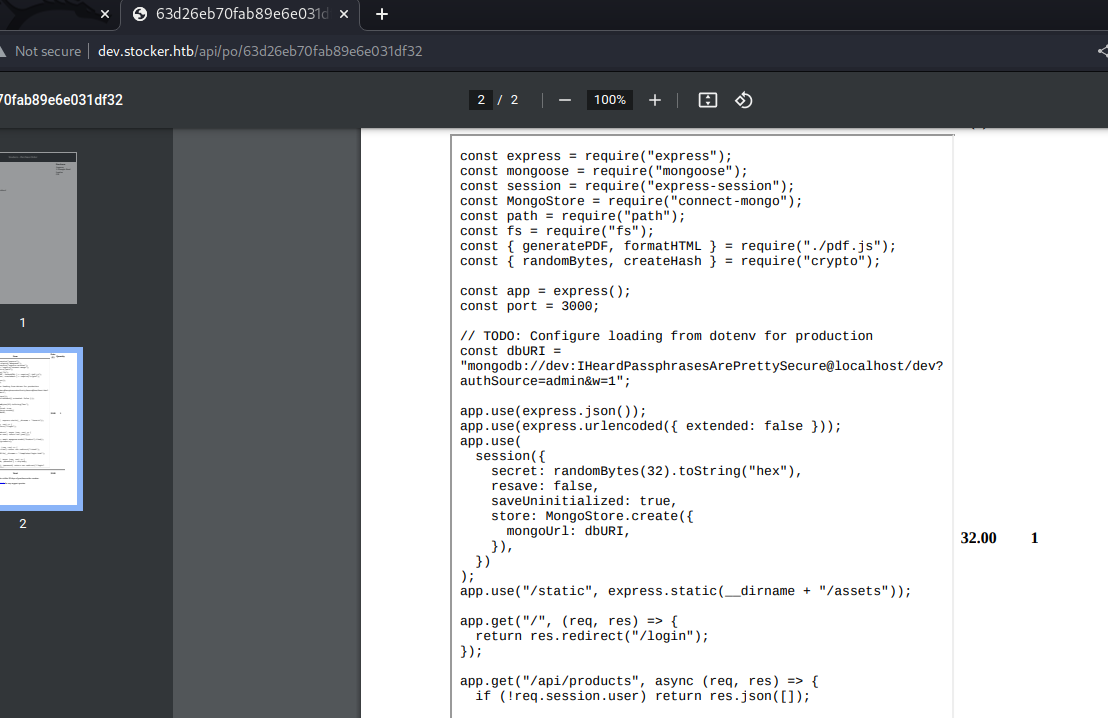 63d26eb70fab89e6e031d
Not secure
dev.stocker.htb/api/po/63d26eb70fab89e6e031df32
70fab89e6e031df32
2 / 2
100%
1
2
const express = require("express");
const mongoose = require("mongoose");
const session = require("express-session");
const MongoStore = require("connect-mongo");
const path = require("path");
const fs = require("fs");
const { generatePDF, formatHTML } = require("./pdf.js");
const { randomBytes, createHash } = require("crypto");
const app = express();
const port = 3000;
// TODO: Configure loading from dotenv for production
const dbURI =
"mongodb://dev:IHeardPassphrasesArePrettySecure@localhost/dev?
authSource=admin&w=1";
app.use(express.json());
app.use(express.urlencoded({ extended: false }));
app.use(
  session({
    secret: randomBytes(32).toString("hex"),
    resave: false,
    saveUninitialized: true,
    store: MongoStore.create({
      mongoUrl: dbURI,
    }),
  })
);
app.use("/static", express.static(__dirname + "/assets"));
app.get("/", (req, res) => {
  return res.redirect("/login");
});
app.get("/api/products", async (req, res) => {
  if (!req.session.user) return res.json([]);
32.00 1